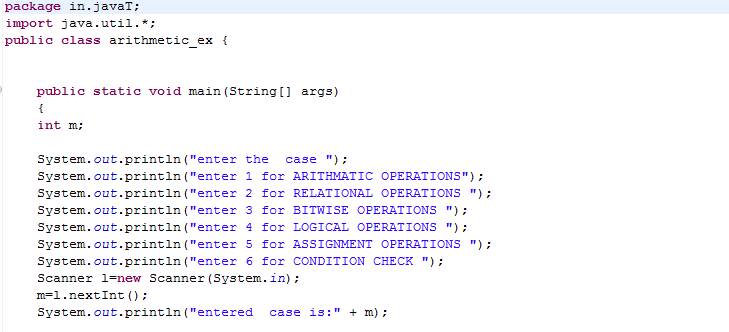 package in.javaT;
import java.util.*;
public class arithmetic_ex {
public static void main(String[] args)
{
int m;
System.out.println("enter the  case ");
System.out.println("enter 1 for ARITHMATIC OPERATIONS");
System.out.println("enter 2 for RELATIONAL OPERATIONS ");
System.out.println("enter 3 for BITWISE OPERATIONS ");
System.out.println("enter 4 for LOGICAL OPERATIONS ");
System.out.println("enter 5 for ASSIGNMENT OPERATIONS ");
System.out.println("enter 6 for CONDITION CHECK ");
Scanner l=new Scanner(System.in);
m=l.nextInt();
System.out.println("entered  case is:" + m);